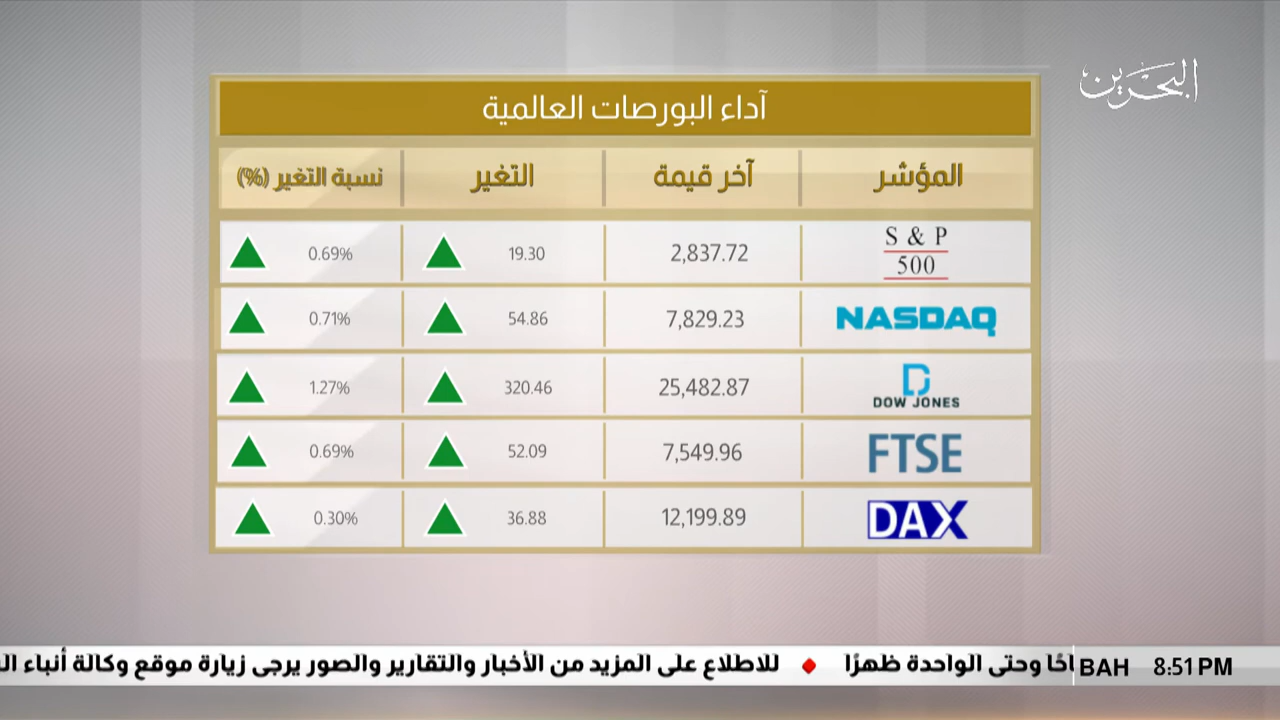 البحرين
آداء البورصات العالمية
المؤشر آخر قيمة التغير نسبة التغير (%)
S & P 500 2,837.72 19.30 0.69%
NASDAQ 7,829.23 54.86 0.71%
DOW JONES 25,482.87 320.46 1.27%
FTSE 7,549.96 52.09 0.69%
DAX 12,199.89 36.88 0.30%
وحتى الواحدة ظهرًا للاطلاع على المزيد من الأخبار والتقارير والصور يرجى زيارة موقع وكالة أنباء
BAH 8:51 PM